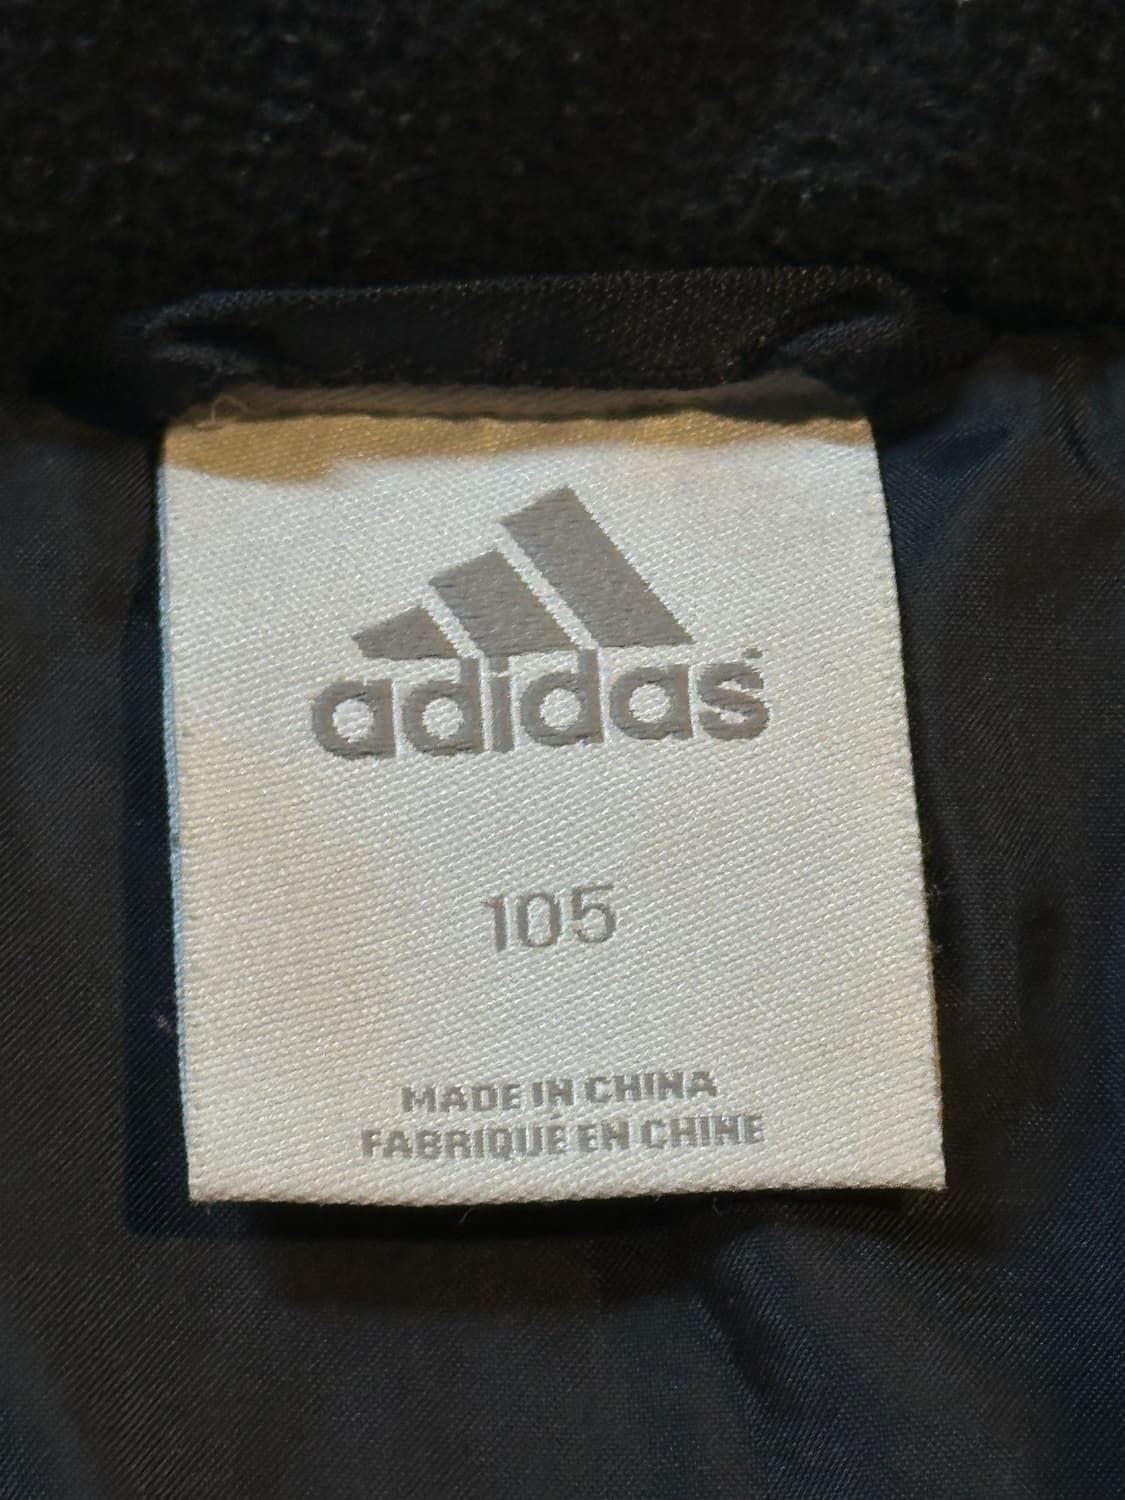 adidas
105
MADE IN CHINA
FABRIQUÉ EN CHINE